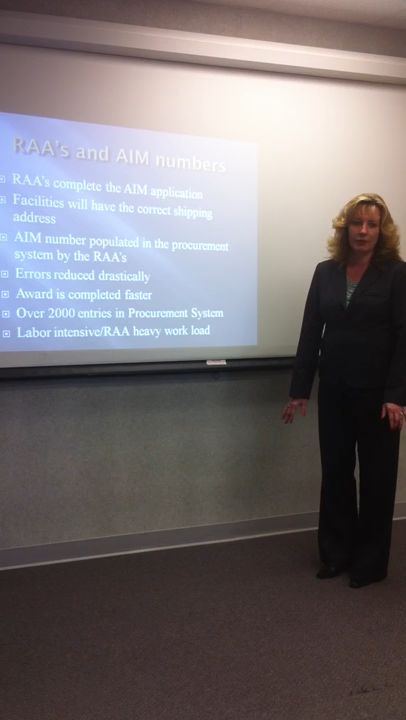 RAA's and AIM numbers
RAA's complete the AIM application
Facilities will have the correct shipping
address
AIM number populated in the procurement
system by the RAA's
Errors reduced drastically
Award is completed faster
Over 2000 entries in Procurement System
Labor intensive/RAA heavy work load